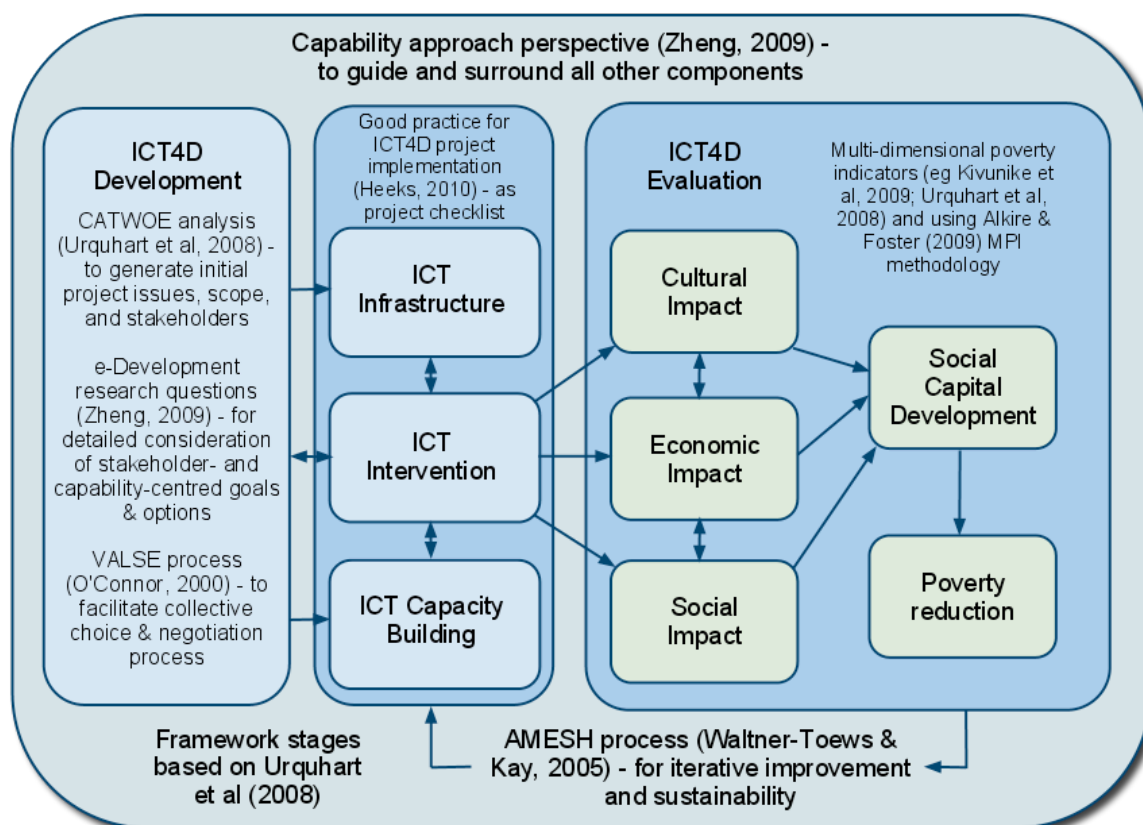 Capability approach perspective (Zheng, 2009) -
to guide and surround all other components
ICT4D
Development
CATWOE analysis
(Urquhart et al, 2008) -
to generate initial
project issues, scope,
and stakeholders
e-Development
research questions
(Zheng, 2009) - for
detailed consideration
of stakeholder- and
capability-centred goals
& options
VALSE process
(O'Connor, 2000) - to
facilitate collective
choice & negotiation
process
Good practice for
ICT4D project
implementation
(Heeks, 2010) - as
project checklist
ICT
Infrastructure
ICT
Intervention
ICT Capacity
Building
ICT4D
Evaluation
Multi-dimensional poverty
indicators (eg Kivunike et
al, 2009; Urquhart et al,
2008) and using Alkire &
Foster (2009) MPI
methodology
Cultural
Impact
Economic
Impact
Social
Impact
Social
Capital
Development
Poverty
reduction
Framework stages
based on Urquhart
et al (2008)
AMESH process (Waltner-Toews &
Kay, 2005) - for iterative improvement
and sustainability